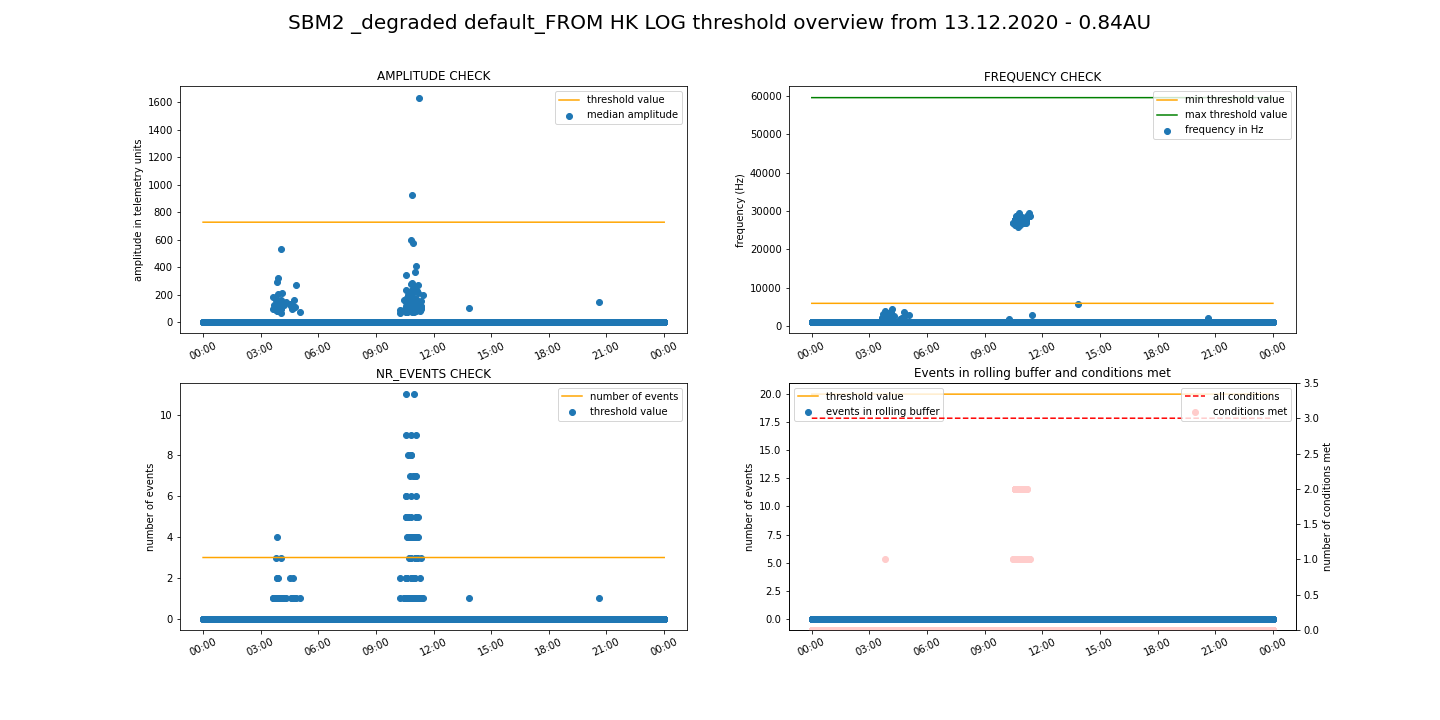 SBM2 _degraded default_FROM HK LOG threshold overview from 13.12.2020 - 0.84AU
AMPLITUDE CHECK
amplitude in telemetry units
1600
1400
1200
1000
800
600
400
200
0
threshold value
median amplitude
00:00 03:00 06:00 09:00 12:00 15:00 18:00 21:00 00:00
FREQUENCY CHECK
frequency (Hz)
60000
50000
40000
30000
20000
10000
0
min threshold value
max threshold value
frequency in Hz
00:00 03:00 06:00 09:00 12:00 15:00 18:00 21:00 00:00
NR_EVENTS CHECK
number of events
10
8
6
4
2
0
number of events
threshold value
00:00 03:00 06:00 09:00 12:00 15:00 18:00 21:00 00:00
Events in rolling buffer and conditions met
number of events
20.0
17.5
15.0
12.5
10.0
7.5
5.0
2.5
0.0
threshold value
events in rolling buffer
all conditions
conditions met
3.5
3.0
2.5
2.0
1.5
1.0
0.5
0.0
number of conditions met
00:00 03:00 06:00 09:00 12:00 15:00 18:00 21:00 00:00